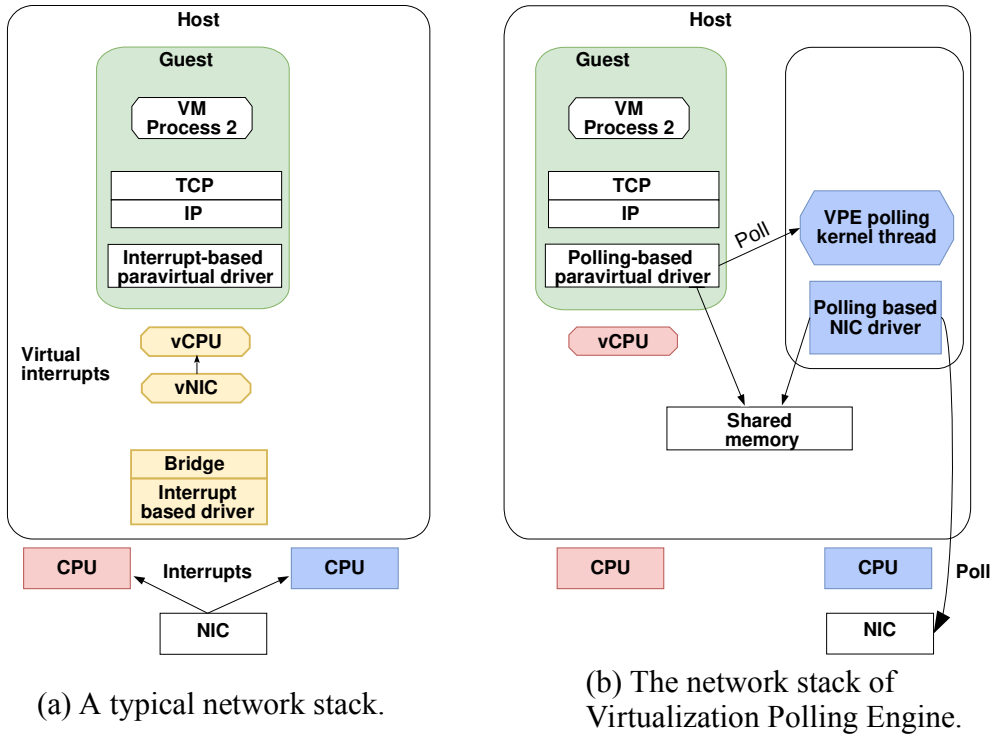 Host
Guest
VM
Process 2
TCP
IP
Interrupt-based
paravirtual driver
Virtual
interrupts
vCPU
vNIC
Bridge
Interrupt
based driver
CPU
Interrupts
CPU
NIC
(a) A typical network stack.
Host
Guest
VM
Process 2
TCP
IP
Polling-based
paravirtual driver
Poll
VPE polling
kernel thread
Polling based
NIC driver
vCPU
Shared
memory
CPU
CPU
Poll
NIC
(b) The network stack of
Virtualization Polling Engine.